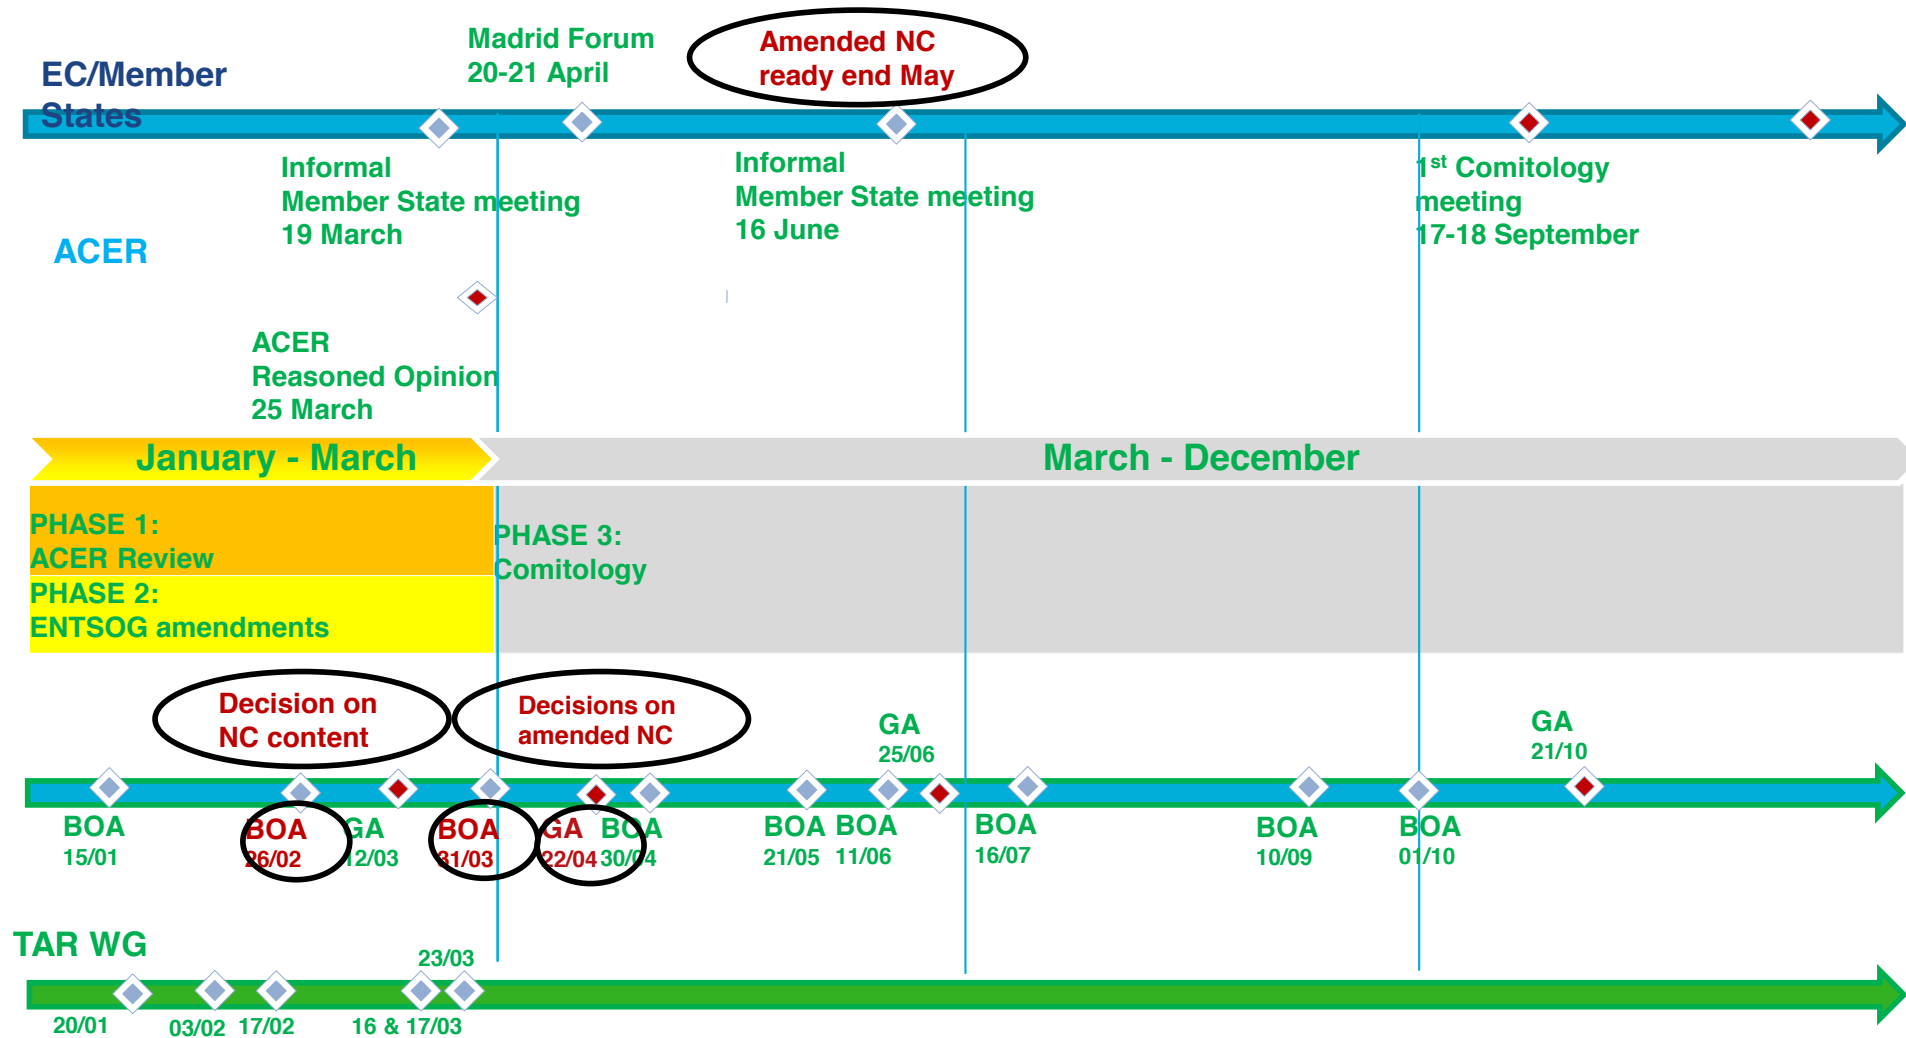 Madrid Forum
20-21 April
Amended NC
ready end May
EC/Member
States
Informal
Member State meeting
19 March
Informal
Member State meeting
16 June
1st Comitology
meeting
17-18 September
ACER
ACER
Reasoned Opinion
25 March
January - March
March - December
PHASE 1:
ACER Review
PHASE 2:
ENTSOG amendments
PHASE 3:
Comitology
Decision on
NC content
Decisions on
amended NC
GA
25/06
GA
21/10
BOA
15/01
BOA
26/02
GA
12/03
BOA
31/03
GA
22/04
BOA
30/04
BOA
21/05
BOA
11/06
BOA
16/07
BOA
10/09
BOA
01/10
TAR WG
23/03
20/01
03/02
17/02
16 & 17/03